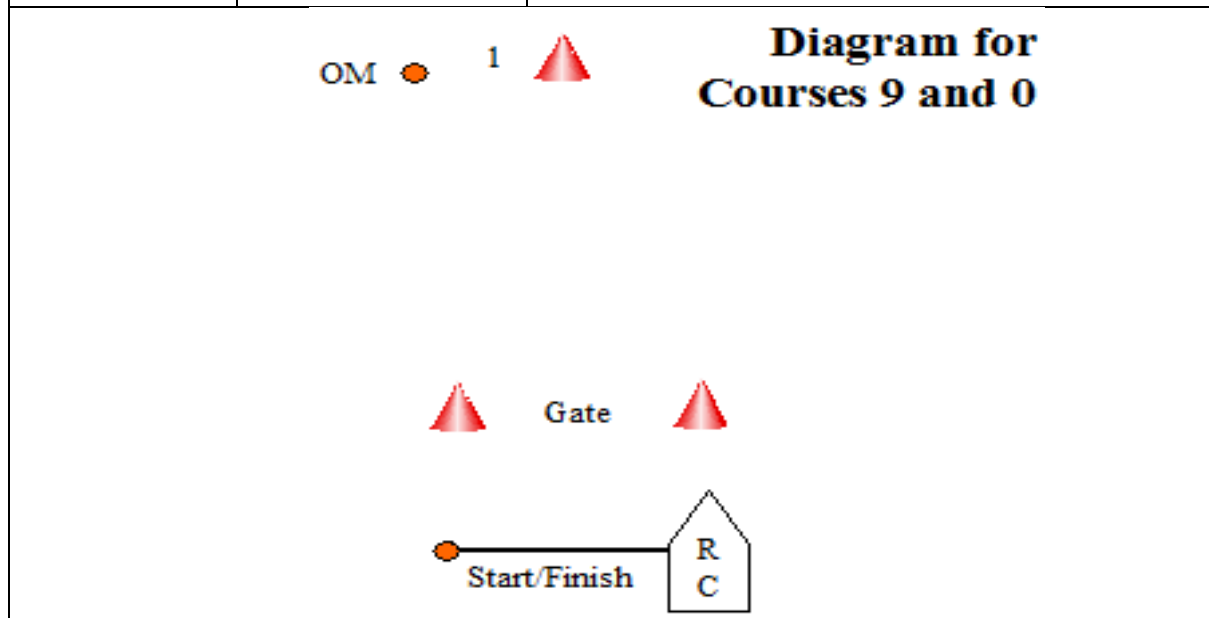 Diagram for
Courses 9 and 0
OM 1
Gate
R
C
Start/Finish